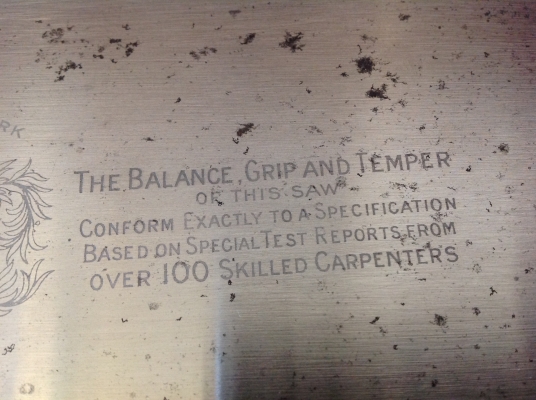 RK
THE BALANCE, GRIP AND TEMPER
OF THIS SAW
CONFORM EXACTLY TO A SPECIFICATION
BASED ON SPECIAL TEST REPORTS FROM
OVER 100 SKILLED CARPENTERS